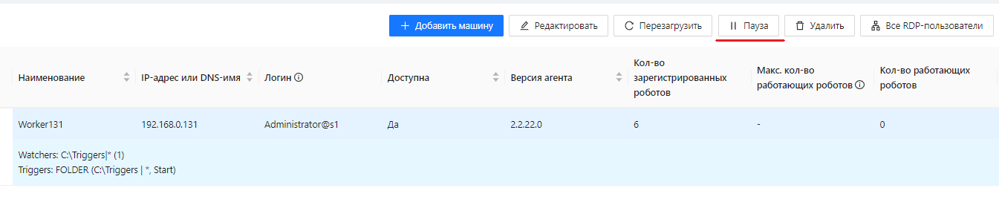 Добавить машину Редактировать Перезагрузить Пауза Удалить Все RDP-пользователи
Наименование IP-адрес или DNS-имя Логин Доступна Версия агента Кол-во зарегистрированных роботов Макс. кол-во работающих роботов Кол-во работающих роботов
Worker131 192.168.0.131 Administrator@s1 Да 2.2.22.0 6 - 0
Watchers: C:\Triggers|* (1)
Triggers: FOLDER (C:\Triggers | *, Start)